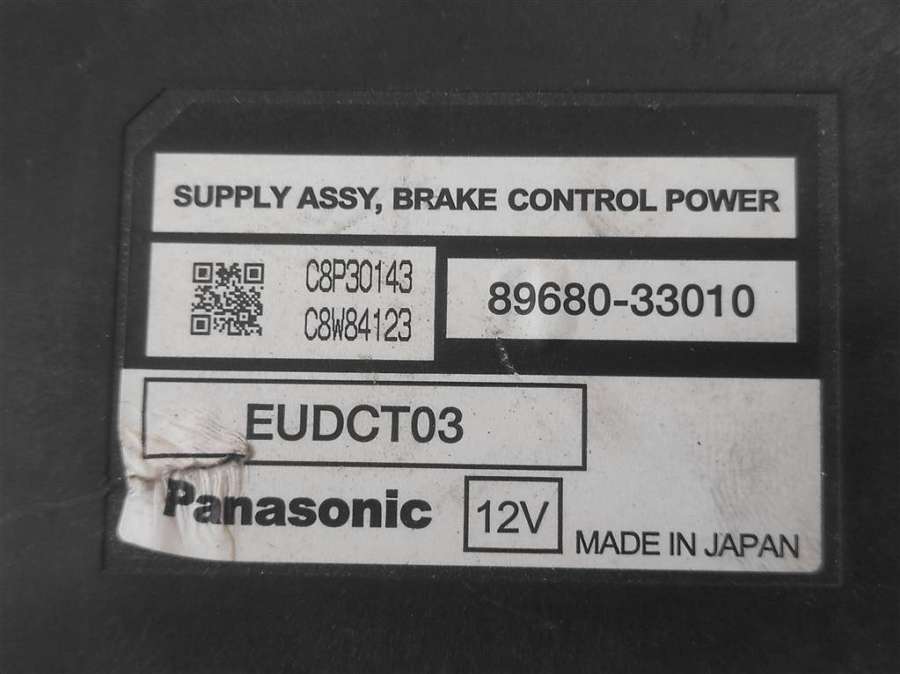 SUPPLY ASSY, BRAKE CONTROL POWER
C8P30143
C8W84123
89680-33010
EUDCT03
Panasonic
12V
MADE IN JAPAN